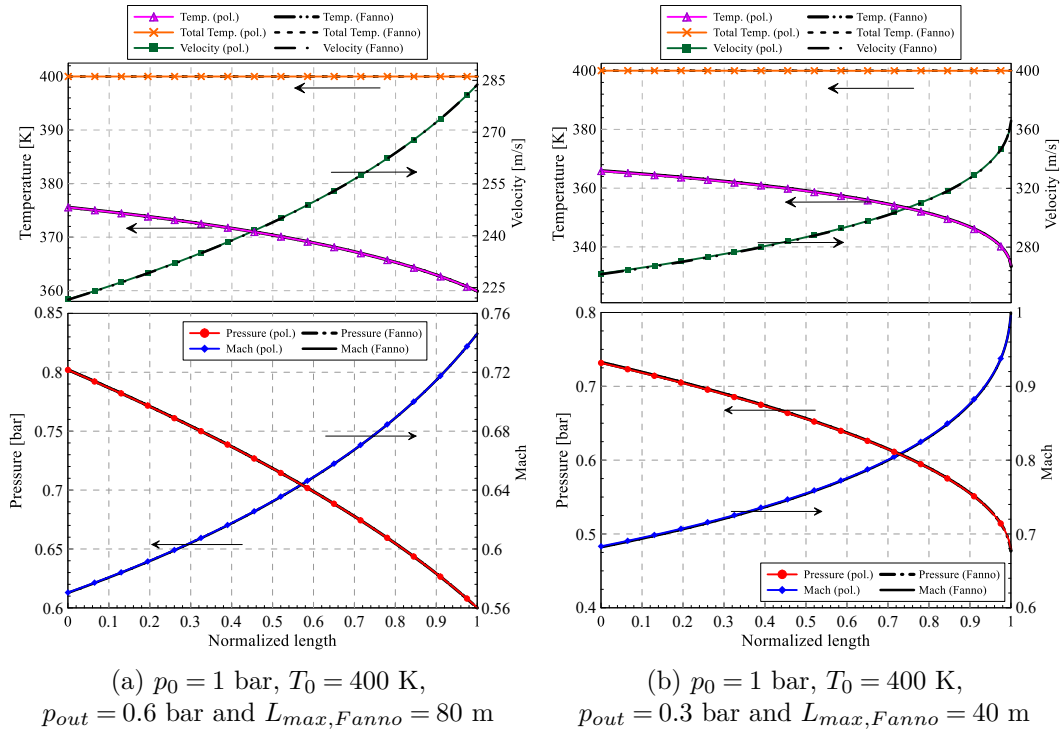 Temp. (pol.) Temp. (Fanno)
Total Temp. (pol.) Total Temp. (Fanno)
Velocity (pol.) Velocity (Fanno)
400
390
380
370
360
Temperature [K]
285
270
255
240
225
Velocity [m/s]
0.85
0.8
0.75
0.7
0.65
0.6
Pressure [bar]
Pressure (pol.) Pressure (Fanno)
Mach (pol.) Mach (Fanno)
0.76
0.72
0.68
0.64
0.6
0.56
Mach
0 0.1 0.2 0.3 0.4 0.5 0.6 0.7 0.8 0.9 1
Normalized length
(a) p0 = 1 bar, T0 = 400 K,
pout = 0.6 bar and Lmax,Fanno = 80 m
Temp. (pol.) Temp. (Fanno)
Total Temp. (pol.) Total Temp. (Fanno)
Velocity (pol.) Velocity (Fanno)
400
380
360
340
Temperature [K]
400
360
320
280
Velocity [m/s]
0.8
0.7
0.6
0.5
0.4
Pressure [bar]
1
0.9
0.8
0.7
0.6
Mach
Pressure (pol.) Pressure (Fanno)
Mach (pol.) Mach (Fanno)
0 0.1 0.2 0.3 0.4 0.5 0.6 0.7 0.8 0.9 1
Normalized length
(b) p0 = 1 bar, T0 = 400 K,
pout = 0.3 bar and Lmax,Fanno = 40 m